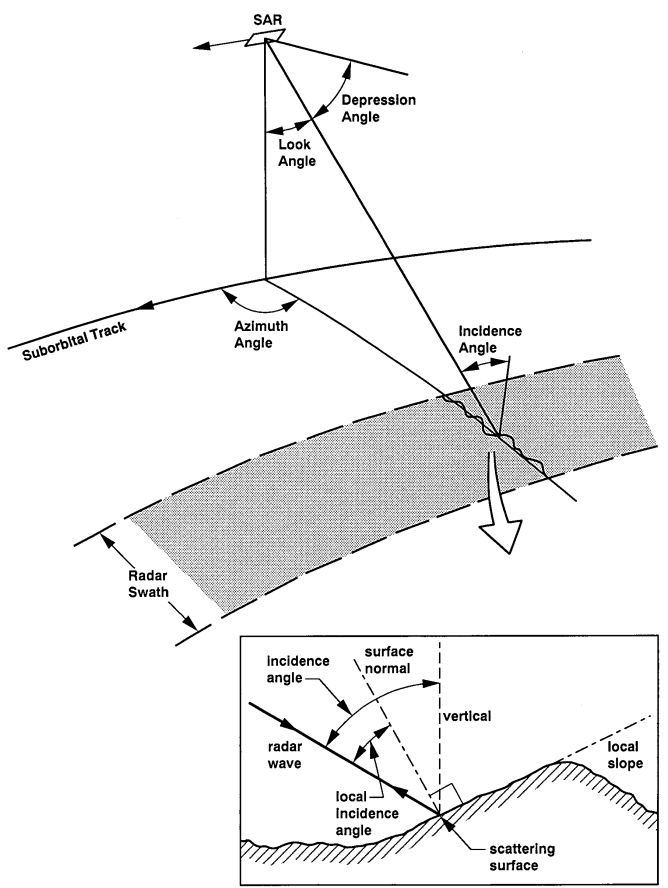 SAR
Depression
Angle
Look
Angle
Azimuth
Angle
Suborbital Track
Incidence
Angle
Radar
Swath
incidence
angle
surface
normal
vertical
radar
wave
local
slope
local
incidence
angle
scattering
surface